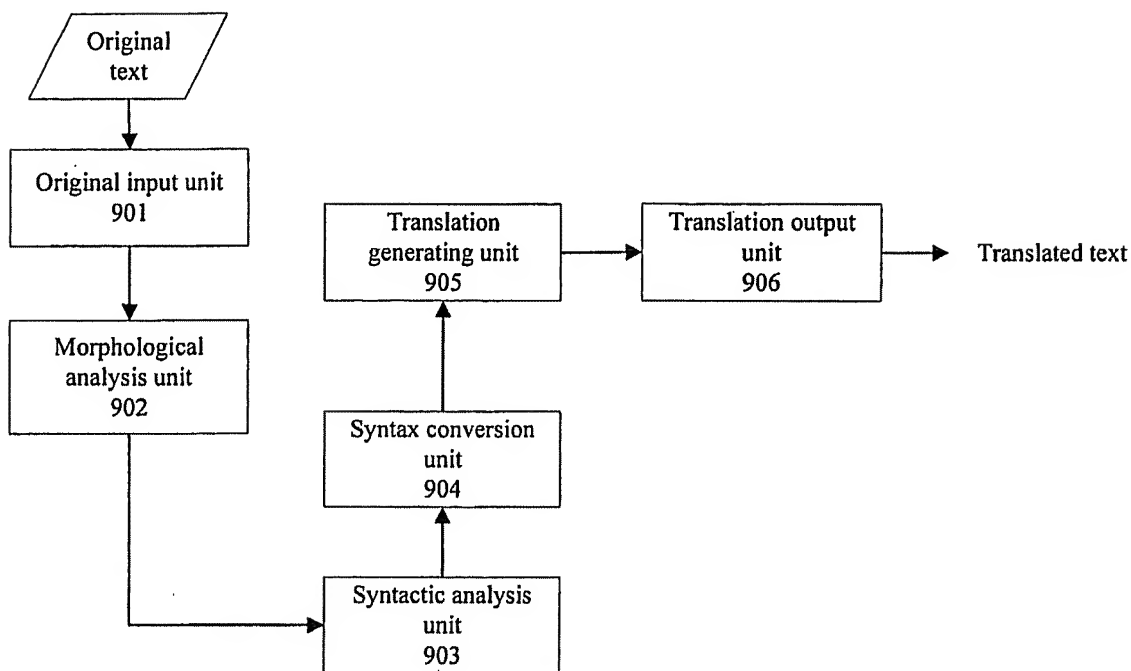 Original
text
Original input unit
901
Morphological
analysis unit
902
Syntactic analysis
unit
903
Syntax conversion
unit
904
Translation
generating unit
905
Translation output
unit
906
Translated text